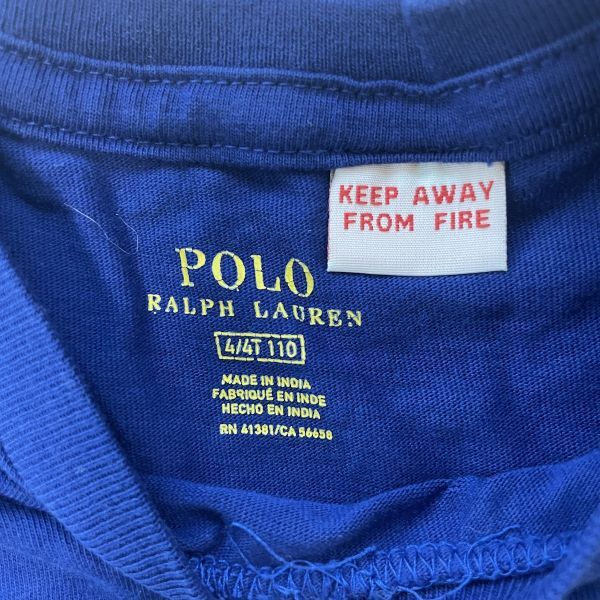 KEEP AWAY
FROM FIRE
POLO
RALPH LAUREN
4/4T 110
MADE IN INDIA
FABRIQUÉ EN INDE
HECHO EN INDIA
RN 41381/CA 56658